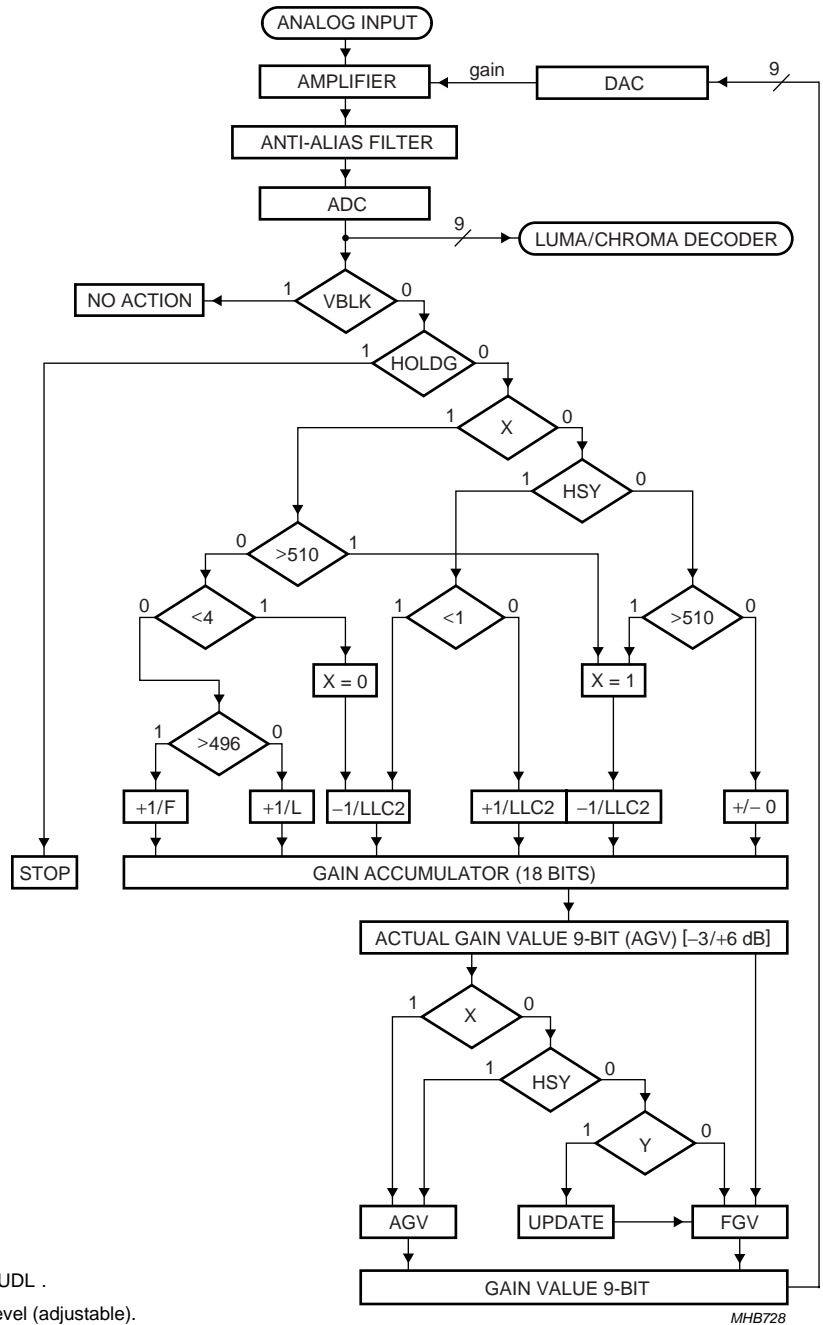 ANALOG INPUT
AMPLIFIER
gain
DAC
9
ANTI-ALIAS FILTER
ADC
9
LUMA/CHROMA DECODER
NO ACTION
1
VBLK
0
1
HOLDG
0
1
X
0
1
HSY
0
0
>510
1
0
<4
1
1
<1
0
1
>510
0
X = 0
X = 1
1
>496
0
+1/F
+1/L
−1/LLC2
+1/LLC2
−1/LLC2
+/− 0
STOP
GAIN ACCUMULATOR (18 BITS)
ACTUAL GAIN VALUE 9-BIT (AGV) [−3/+6 dB]
1
X
0
1
HSY
0
1
Y
0
AGV
UPDATE
FGV
UDL .
GAIN VALUE 9-BIT
evel (adjustable).
MHB728